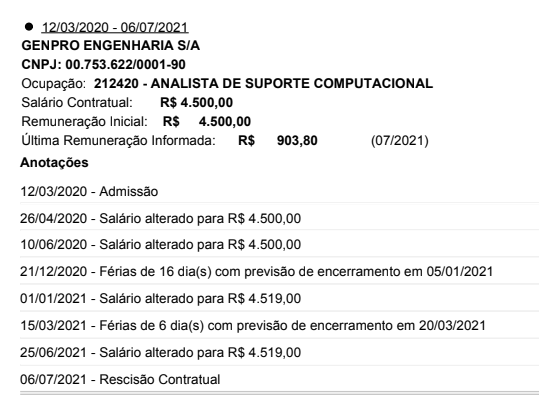 ● 12/03/2020 - 06/07/2021
GENPRO ENGENHARIA S/A
CNPJ: 00.753.622/0001-90
Ocupação: 212420 - ANALISTA DE SUPORTE COMPUTACIONAL
Salário Contratual: R$ 4.500,00
Remuneração Inicial: R$ 4.500,00
Última Remuneração Informada: R$ 903,80 (07/2021)
Anotações
12/03/2020 - Admissão
26/04/2020 - Salário alterado para R$ 4.500,00
10/06/2020 - Salário alterado para R$ 4.500,00
21/12/2020 - Férias de 16 dia(s) com previsão de encerramento em 05/01/2021
01/01/2021 - Salário alterado para R$ 4.519,00
15/03/2021 - Férias de 6 dia(s) com previsão de encerramento em 20/03/2021
25/06/2021 - Salário alterado para R$ 4.519,00
06/07/2021 - Rescisão Contratual